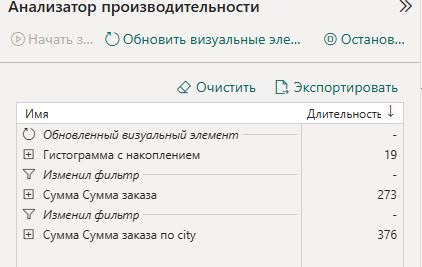 Анализатор производительности
Начать з... Обновить визуальные эле... Останов...
Очистить Экспортировать
Имя Длительность
Обновленный визуальный элемент -
Гистограмма с накоплением 19
Изменил фильтр -
Сумма Сумма заказа 273
Изменил фильтр -
Сумма Сумма заказа по city 376